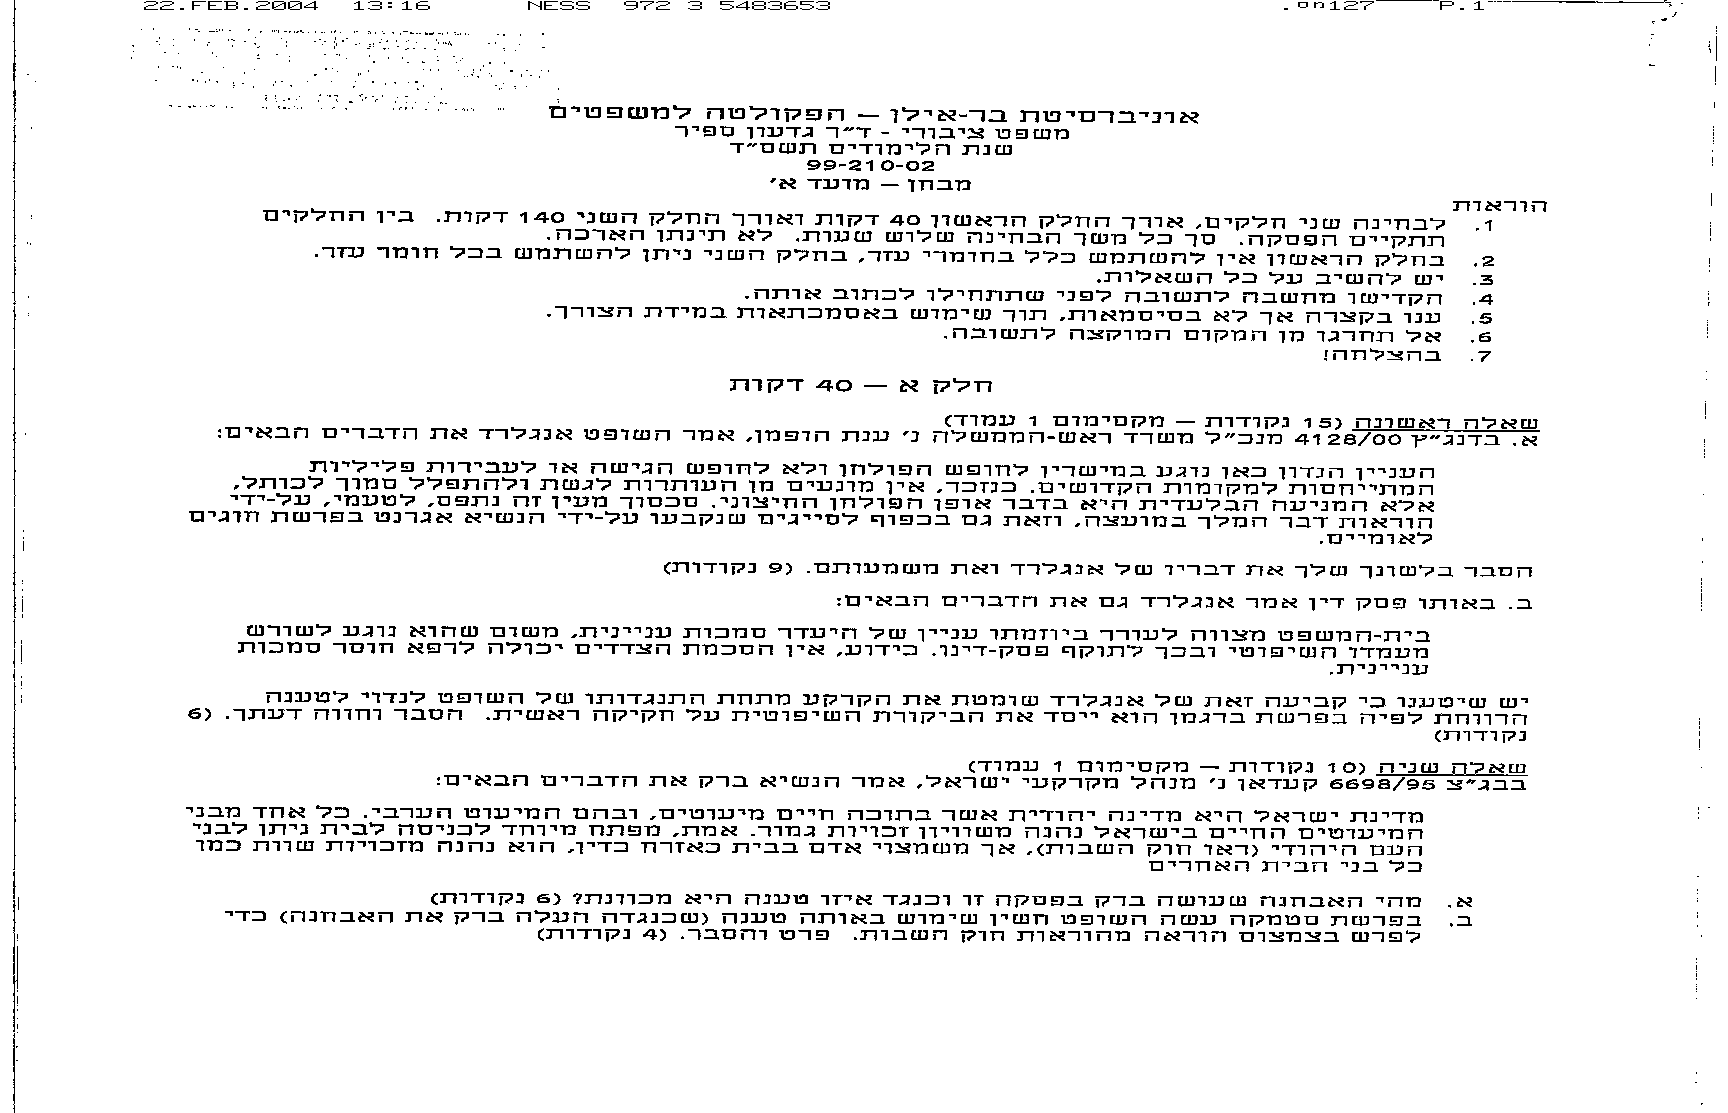 22.FEB.2004 13:16 NESS 972 3 5483653 .מס127 P.1
אוניברסיטת בר-אילן – הפקולטה למשפטים
משפט ציבורי - ד"ר גדעון ספיר
שנת הלימודים תשס"ד
99-210-02
מבחן – מועד א'
הוראות
1. לבחינה שני חלקים, אורך החלק הראשון 40 דקות ואורך החלק השני 140 דקות. בין החלקים
תתקיים הפסקה. סך כל משך הבחינה שלוש שעות. לא תינתן הארכה.
2. בחלק הראשון אין להשתמש כלל בחומרי עזר, בחלק השני ניתן להשתמש בכל חומר עזר.
3. יש להשיב על כל השאלות.
4. הקדישו מחשבה לתשובה לפני שתתחילו לכתוב אותה.
5. ענו בקצרה אך לא בסיסמאות, תוך שימוש באסמכתאות במידת הצורך.
6. אל תחרגו מן המקום המוקצה לתשובה.
7. בהצלחה!
חלק א – 40 דקות
שאלה ראשונה (15 נקודות – מקסימום 1 עמוד)
א. בדנג"ץ 4128/00 מנכ"ל משרד ראש-הממשלה נ' ענת הופמן, אמר השופט אנגלרד את הדברים הבאים:
העניין הנדון כאן נוגע במישרין לחופש הפולחן ולא לחופש הגישה או לעבירות פליליות
המתייחסות למקומות הקדושים. כנזכר, אין מונעים מן העותרות לגשת ולהתפלל סמוך לכותל,
אלא המניעה הבלעדית היא בדבר אופן הפולחן החיצוני. סכסוך מעין זה נתפס, לטעמי, על-ידי
הוראות דבר המלך במועצה, וזאת גם בכפוף לסייגים שנקבעו על-ידי הנשיא אגרנט בפרשת חוגים
לאומיים.
הסבר בלשונך שלך את דבריו של אנגלרד ואת משמעותם. (9 נקודות)
ב. באותו פסק דין אמר אנגלרד גם את הדברים הבאים:
בית-המשפט מצווה לעורר ביוזמתו עניין של היעדר סמכות עניינית, משום שהוא נוגע לשורש
מעמדו השיפוטי ובכך לתוקף פסק-דינו. כידוע, אין הסכמת הצדדים יכולה לרפא חוסר סמכות
עניינית.
יש שיטענו כי קביעה זאת של אנגלרד שומטת את הקרקע מתחת התנגדותו של השופט לנדוי לטענה
הרווחת לפיה בפרשת ברגמן הוא ייסד את הביקורת השיפוטית על חקיקה ראשית. הסבר וחווה דעתך. (6
נקודות)
שאלה שניה (10 נקודות – מקסימום 1 עמוד)
בבג"צ 6698/95 קעדאן נ' מנהל מקרקעי ישראל, אמר הנשיא ברק את הדברים הבאים:
מדינת ישראל היא מדינה יהודית אשר בתוכה חיים מיעוטים, ובהם המיעוט הערבי. כל אחד מבני
המיעוטים החיים בישראל נהנה משוויון זכויות גמור. אמת, מפתח מיוחד לכניסה לבית ניתן לבני
העם היהודי (ראו חוק השבות), אך משמצוי אדם בבית כאזרח כדין, הוא נהנה מזכויות שוות כמו
כל בני הבית האחרים
א. מהי האבחנה שעושה ברק בפסקה זו וכנגד איזו טענה היא מכוונת? (6 נקודות)
ב. בפרשת סטמקה עשה השופט חשין שימוש באותה טענה (שכנגדה העלה ברק את האבחנה) כדי
לפרש בצמצום הוראה מהוראות חוק השבות. פרט והסבר. (4 נקודות)